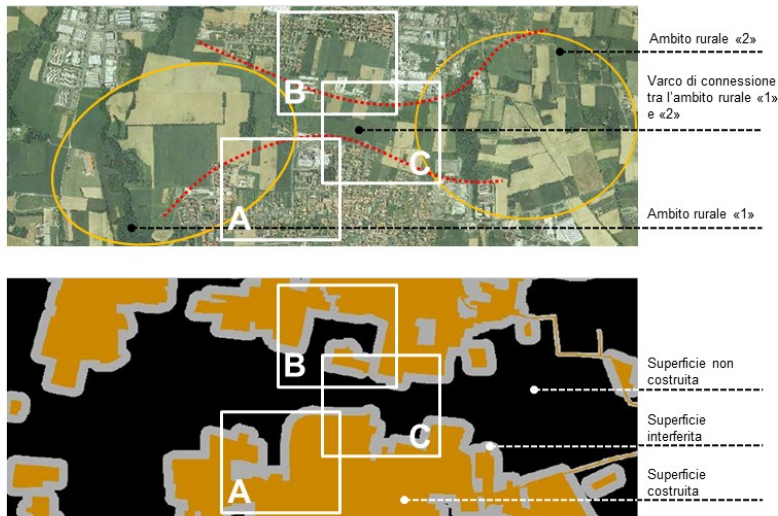 Ambito rurale «2»
Varco di connessione
tra l'ambito rurale «1»
e «2»
B
C
A
Ambito rurale «1»
B
Superficie non
costruita
C
Superficie
interferita
A
Superficie
costruita